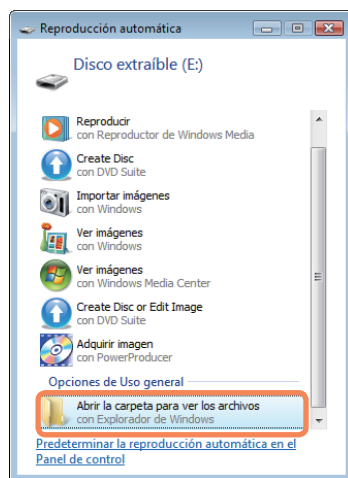 Reproducción automática
Disco extraíble (E:)
Reproducir
con Reproductor de Windows Media
Create Disc
con DVD Suite
Importar imágenes
con Windows
Ver imágenes
con Windows
Ver imágenes
con Windows Media Center
Create Disc or Edit Image
con DVD Suite
Adquirir imagen
con PowerProducer
Opciones de Uso general
Abrir la carpeta para ver los archivos
con Explorador de Windows
Predeterminar la reproducción automática en el
Panel de control